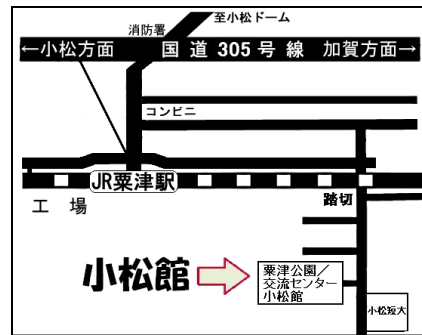 至小松ドーム
消防署
←小松方面 国道305号線 加賀方面→
コンビニ
JR粟津駅
踏切
工場
小松館
粟津公園／
交流センター
小松館
小松短大